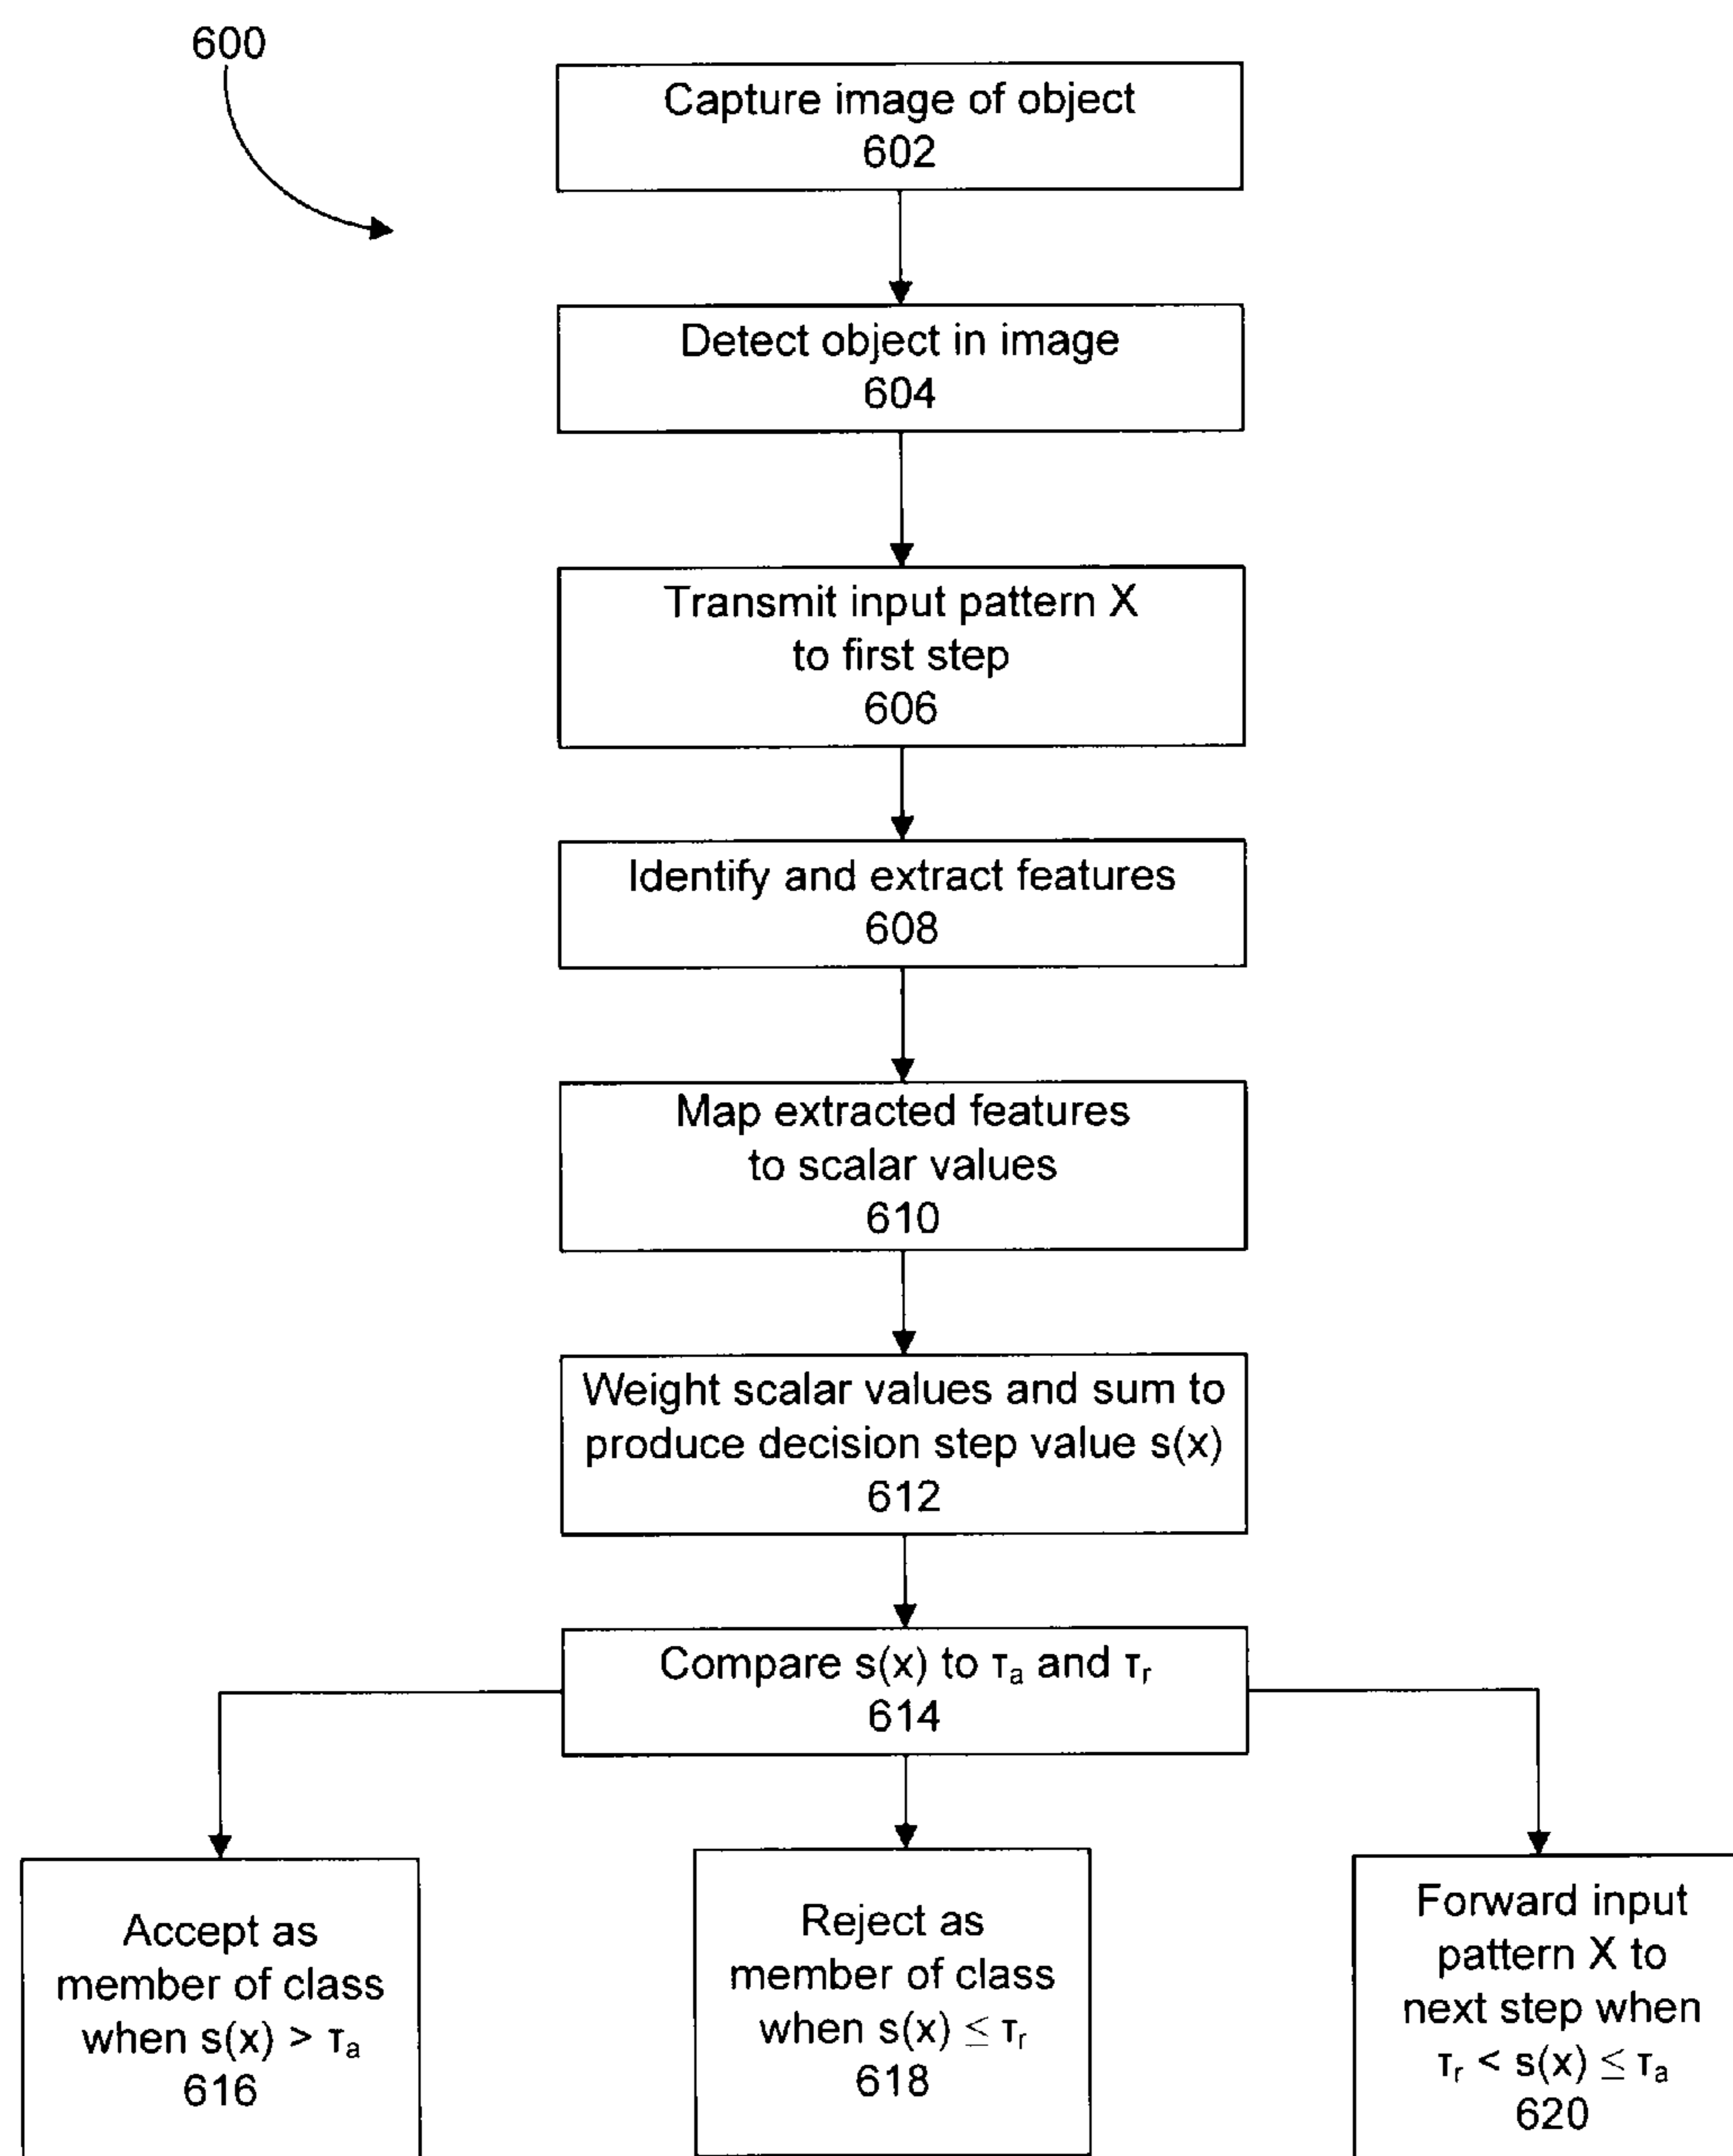 600
Capture image of object
602
Detect object in image
604
Transmit input pattern X
to first step
606
Identify and extract features
608
Map extracted features
to scalar values
610
Weight scalar values and sum to
produce decision step value s(x)
612
Compare s(x) to τa and τr
614
Accept as
member of class
when s(x) > τa
616
Reject as
member of class
when s(x) ≤ τr
618
Forward input
pattern X to
next step when
τr < s(x) ≤ τa
620